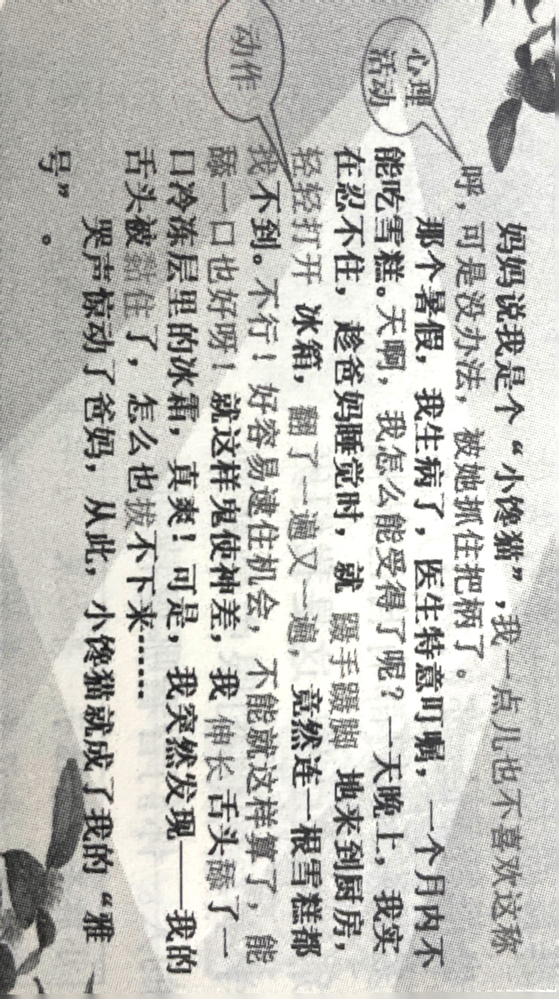 妈妈说我是个“小馋猫”，我一点儿也不喜欢这称
呼，可是没办法，被她抓住把柄了。
那个暑假，我生病了，医生特意叮嘱，一个月内不
能吃雪糕。天啊，我怎么能受得了呢？一天晚上，我实
在忍不住，趁爸妈睡觉时，就 蹑手蹑脚 地来到厨房，
轻轻打开 冰箱，翻了一遍又一遍，竟然连一根雪糕都
找不到。不行！好容易逮住机会，不能就这样算了，能
舔一口也好呀！就这样鬼使神差，我 伸长 舌头舔了一
口冷冻层里的冰霜，真爽！可是，我突然发现——我的
舌头被黏住了，怎么也拔不下来……
哭声惊动了爸妈，从此，小馋猫就成了我的“雅
号”。
心理
活动
动作